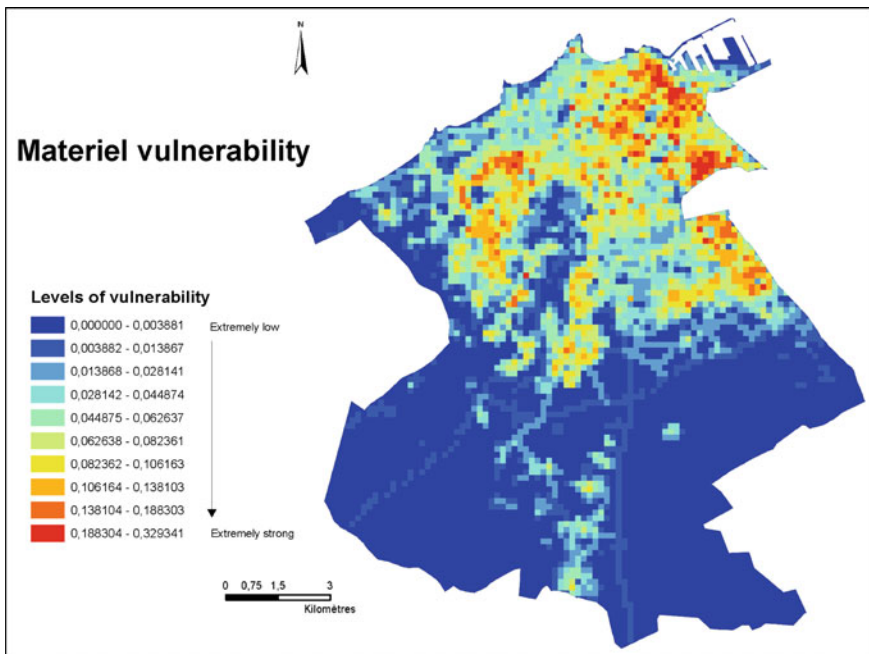 N
Materiel vulnerability
Levels of vulnerability
0,000000 - 0,003881 Extremely low
0,003882 - 0,013867
0,013868 - 0,028141
0,028142 - 0,044874
0,044875 - 0,062637
0,062638 - 0,082361
0,082362 - 0,106163
0,106164 - 0,138103
0,138104 - 0,188303
0,188304 - 0,329341 Extremely strong
0 0,75 1,5 3
Kilomètres